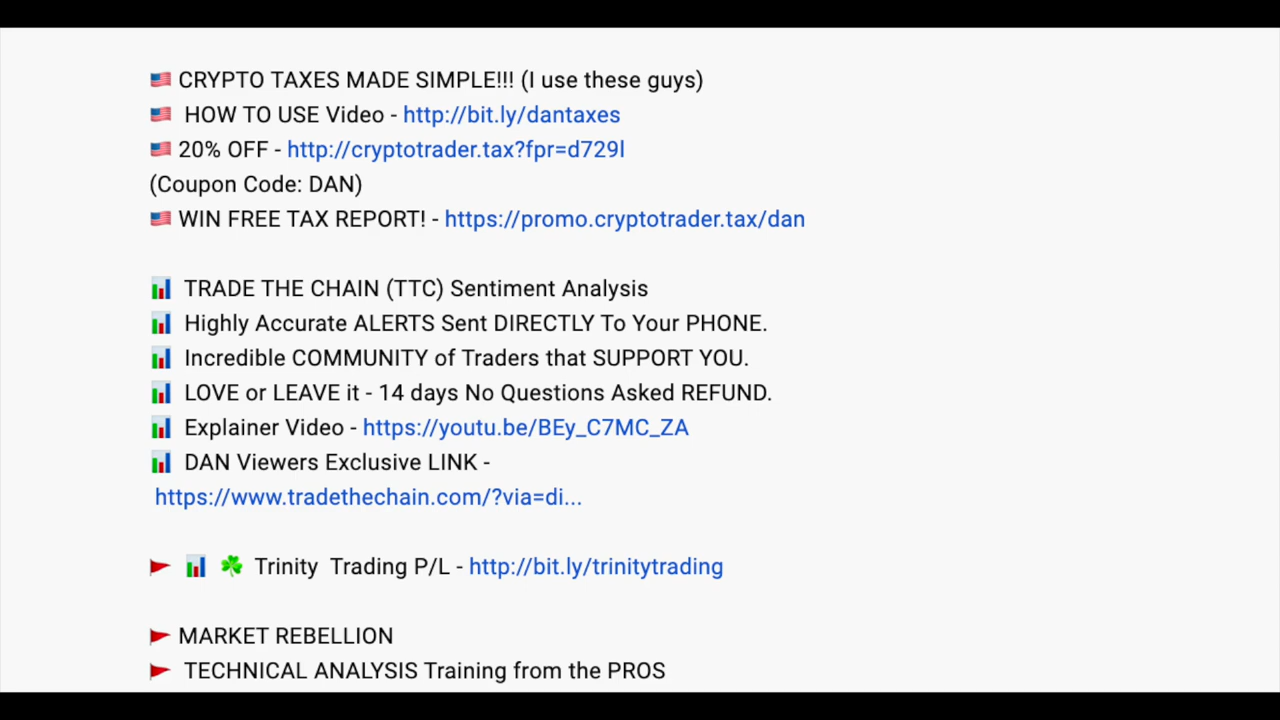 🇺🇸 CRYPTO TAXES MADE SIMPLE!!! (I use these guys)
🇺🇸 HOW TO USE Video - http://bit.ly/dantaxes
🇺🇸 20% OFF - http://cryptotrader.tax?fpr=d729l
(Coupon Code: DAN)
🇺🇸 WIN FREE TAX REPORT! - https://promo.cryptotrader.tax/dan
📊 TRADE THE CHAIN (TTC) Sentiment Analysis
📊 Highly Accurate ALERTS Sent DIRECTLY To Your PHONE.
📊 Incredible COMMUNITY of Traders that SUPPORT YOU.
📊 LOVE or LEAVE it - 14 days No Questions Asked REFUND.
📊 Explainer Video - https://youtu.be/BEy_C7MC_ZA
📊 DAN Viewers Exclusive LINK -
https://www.tradethechain.com/?via=di...
🚩 📊 ☘️ Trinity Trading P/L - http://bit.ly/trinitytrading
🚩 MARKET REBELLION
🚩 TECHNICAL ANALYSIS Training from the PROS